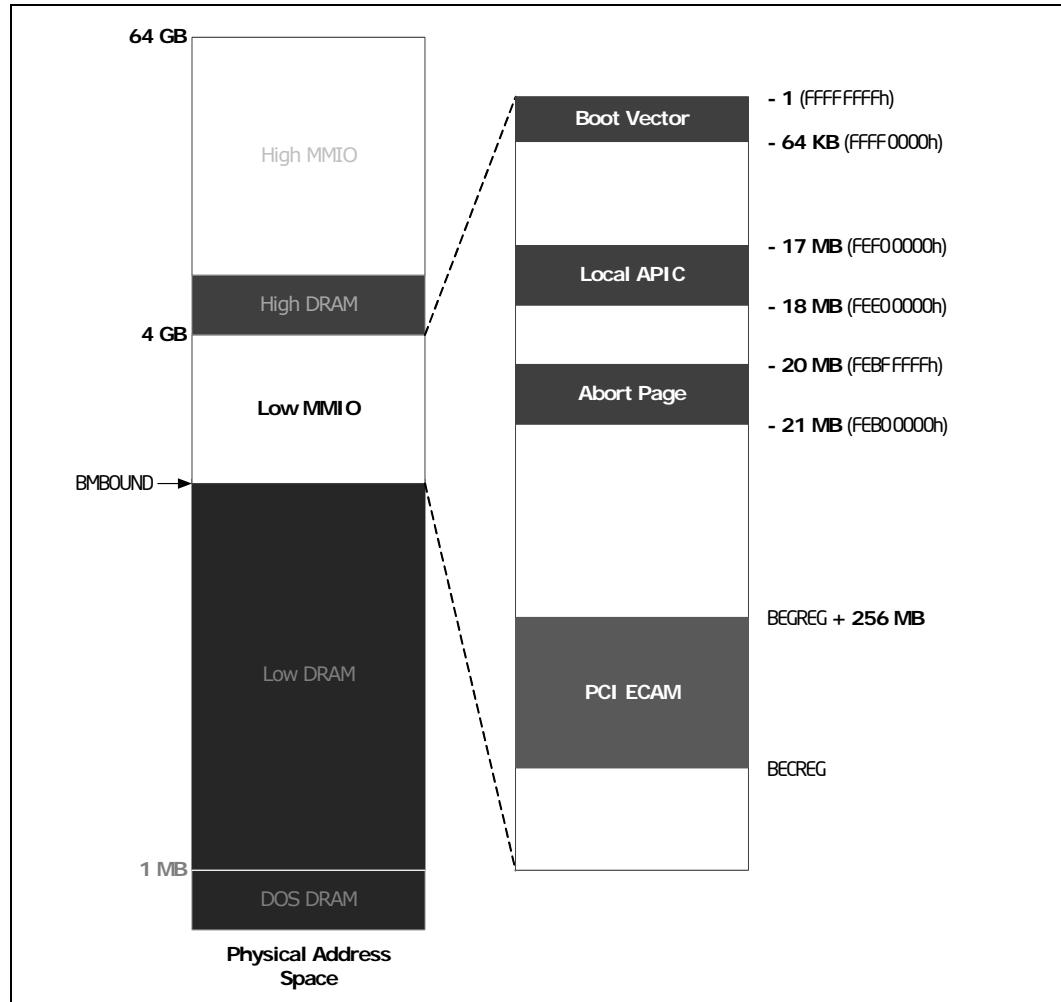 64 GB
High MMIO
High DRAM
4 GB
Low MMIO
BMBOUND
Low DRAM
1 MB
DOS DRAM
Physical Address
Space
Boot Vector
- 1 (FFFFFFFFh)
- 64 KB (FFFF0000h)
- 17 MB (FEF00000h)
Local APIC
- 18 MB (FEE00000h)
- 20 MB (FEBFFFFFh)
Abort Page
- 21 MB (FEB00000h)
BEGREG + 256 MB
PCI ECAM
BECREG